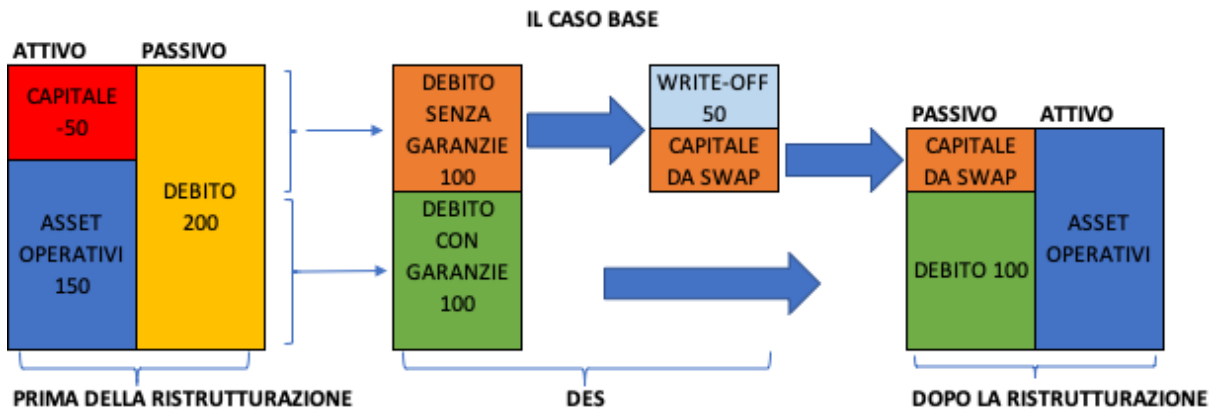 IL CASO BASE
ATTIVO
PASSIVO
CAPITALE
-50
ASSET
OPERATIVI
150
DEBITO
200
DEBITO
SENZA
GARANZIE
100
DEBITO
CON
GARANZIE
100
WRITE-OFF
50
CAPITALE
DA SWAP
PASSIVO
ATTIVO
CAPITALE
DA SWAP
DEBITO 100
ASSET
OPERATIVI
PRIMA DELLA RISTRUTTURAZIONE
DES
DOPO LA RISTRUTTURAZIONE